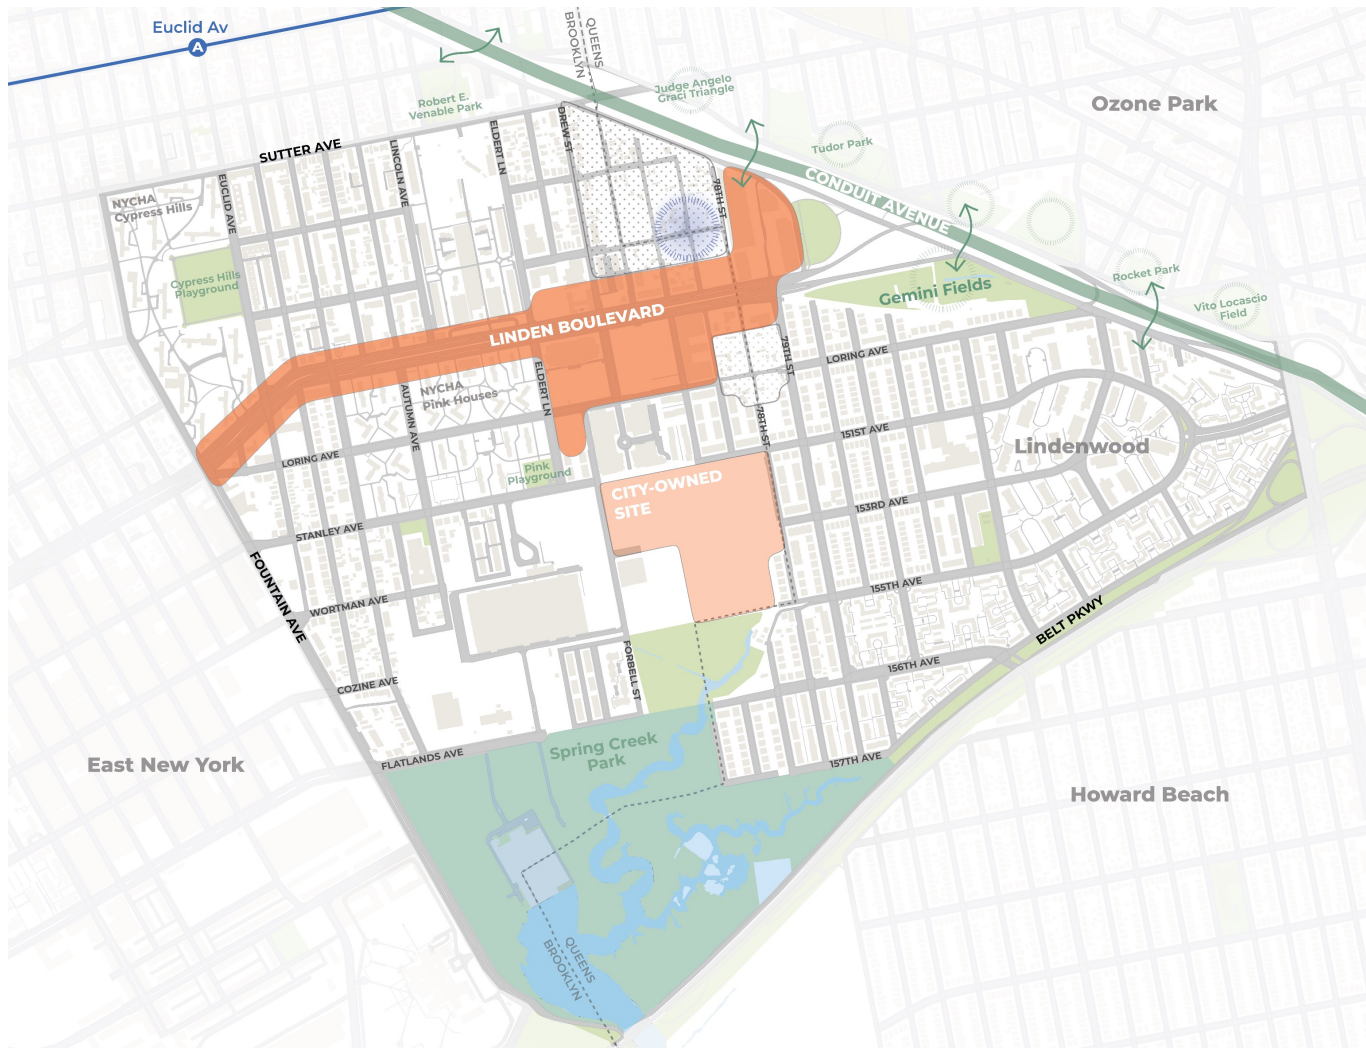 Euclid Av
A
QUEENS
BROOKLYN
Judge Angelo
Graci Triangle
Robert E.
Venable Park
Ozone Park
Tudor Park
SUTTER AVE
DREW ST
ELDERT LN
LINCOLN AVE
EUCLID AVE
78TH ST
CONDUIT AVENUE
NYCHA
Cypress Hills
Cypress Hills
Playground
Gemini Fields
Rocket Park
Vito Locascio
Field
LINDEN BOULEVARD
79TH ST
LORING AVE
ELDERT LN
NYCHA
Pink Houses
AUTUMN AVE
78TH ST
151ST AVE
Lindenwood
LORING AVE
Pink
Playground
CITY-OWNED
SITE
153RD AVE
STANLEY AVE
FOUNTAIN AVE
155TH AVE
WORTMAN AVE
BELT PKWY
FORBELL ST
156TH AVE
COZINE AVE
Spring Creek
Park
FLATLANDS AVE
157TH AVE
East New York
Howard Beach
QUEENS
BROOKLYN